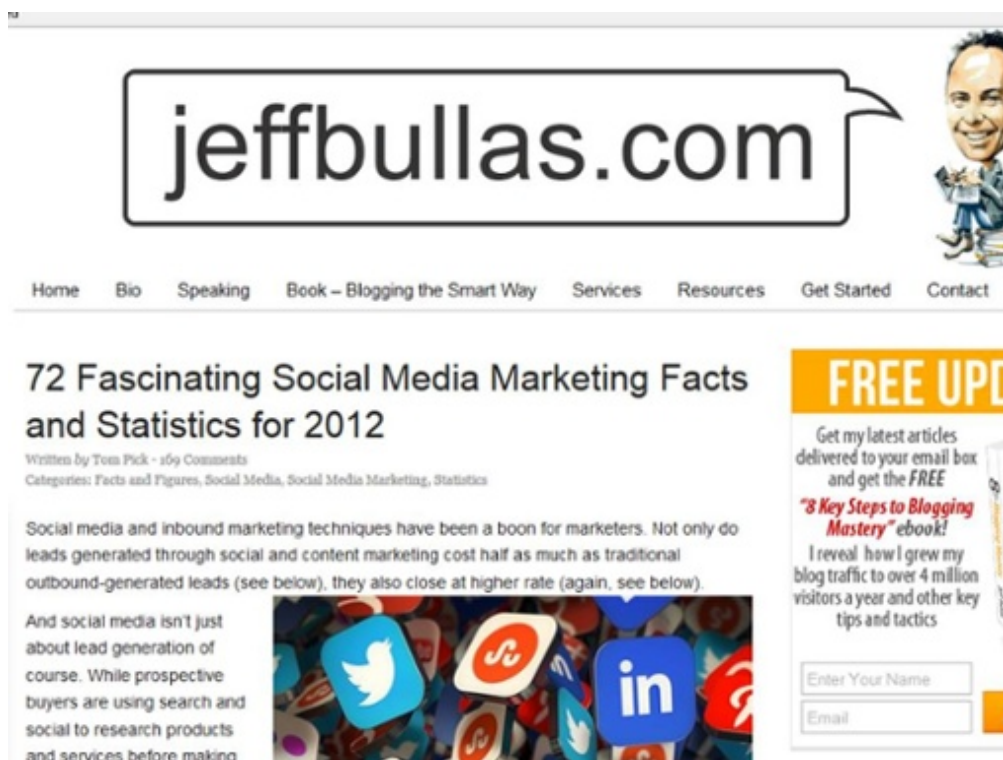 jeffbullas.com
Home Bio Speaking Book – Blogging the Smart Way Services Resources Get Started Contact
72 Fascinating Social Media Marketing Facts
and Statistics for 2012
Written by Tom Pick - 169 Comments
Categories: Facts and Figures, Social Media, Social Media Marketing, Statistics
Social media and inbound marketing techniques have been a boon for marketers. Not only do
leads generated through social and content marketing cost half as much as traditional
outbound-generated leads (see below), they also close at higher rate (again, see below).
And social media isn't just
about lead generation of
course. While prospective
buyers are using search and
social to research products
and services before making
in
FREE UPD
Get my latest articles
delivered to your email box
and get the FREE
"8 Key Steps to Blogging
Mastery" ebook!
I reveal how I grew my
blog traffic to over 4 million
visitors a year and other key
tips and tactics
Enter Your Name
Email